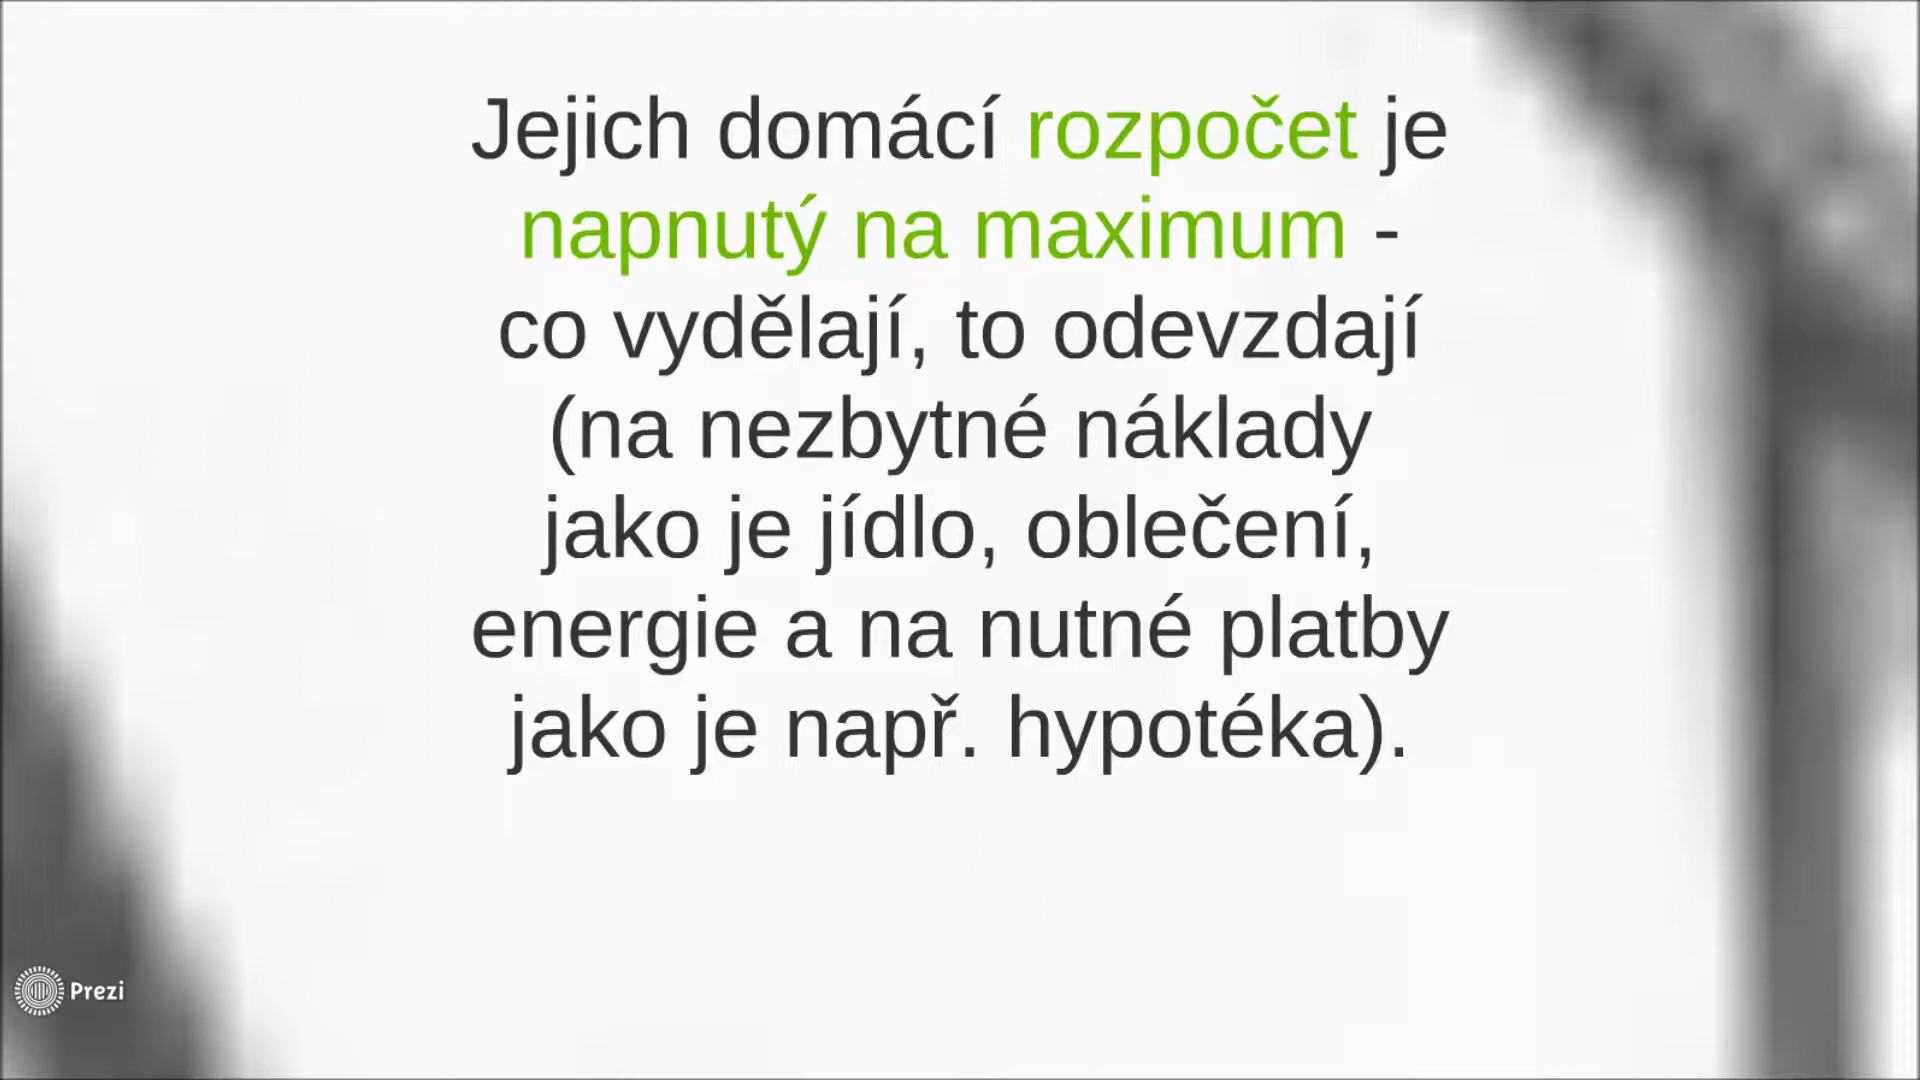 Jejich domácí rozpočet je
napnutý na maximum -
co vydělají, to odevzdají
(na nezbytné náklady
jako je jídlo, oblečení,
energie a na nutné platby
jako je např. hypotéka).
Prezi